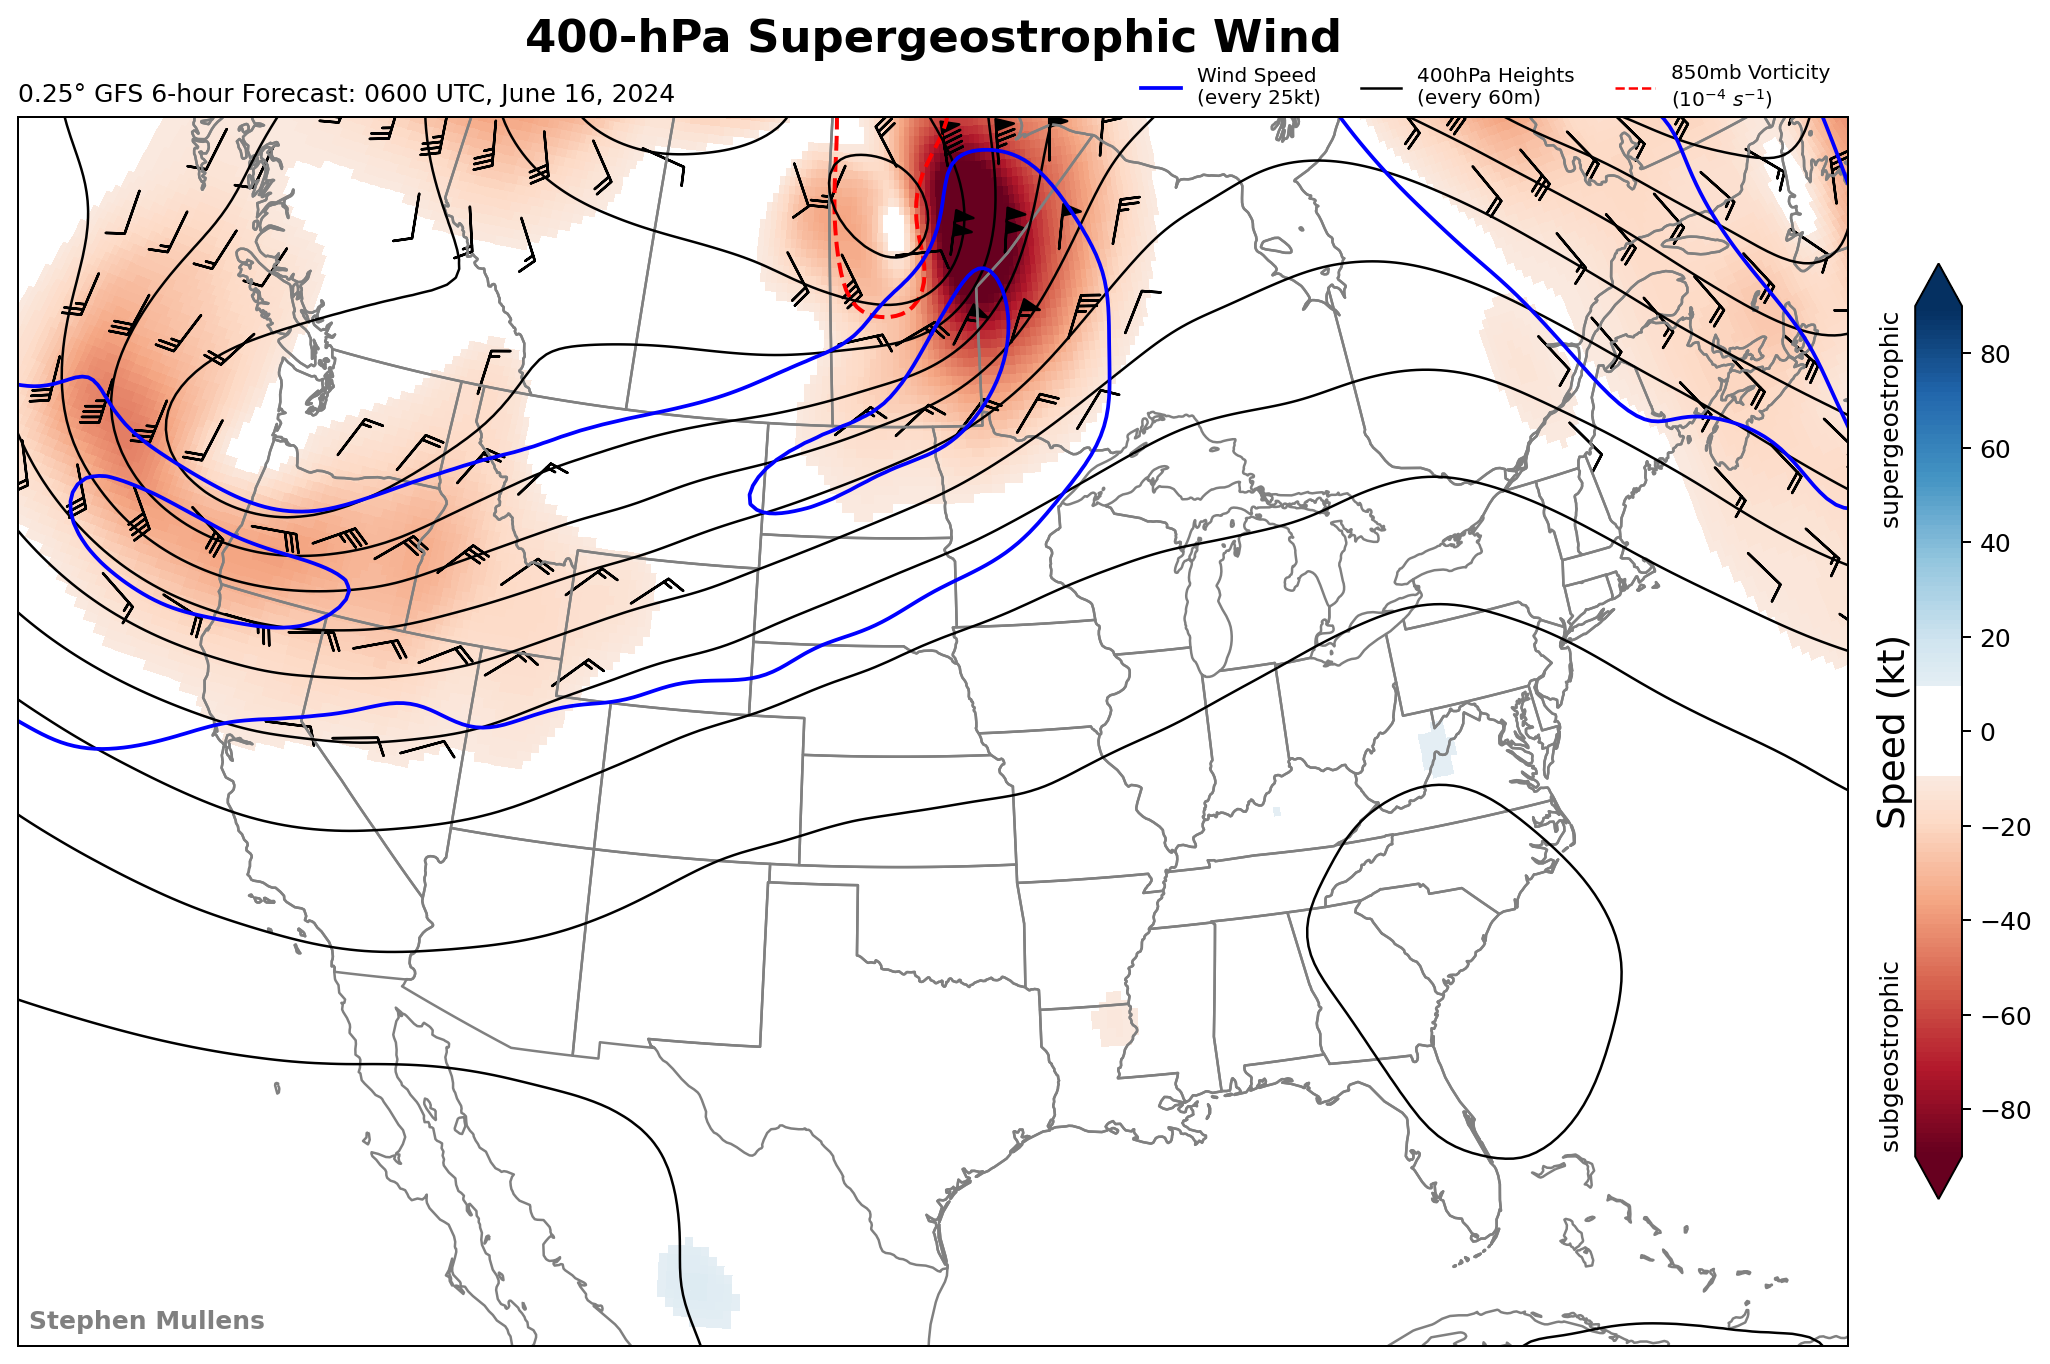 400-hPa Supergeostrophic Wind
0.25° GFS 6-hour Forecast: 0600 UTC, June 16, 2024
Wind Speed
(every 25kt)
400hPa Heights
(every 60m)
850mb Vorticity
(10⁻⁴ s⁻¹)
supergeostrophic
Speed (kt)
subgeostrophic
80
60
40
20
0
−20
−40
−60
−80
Stephen Mullens